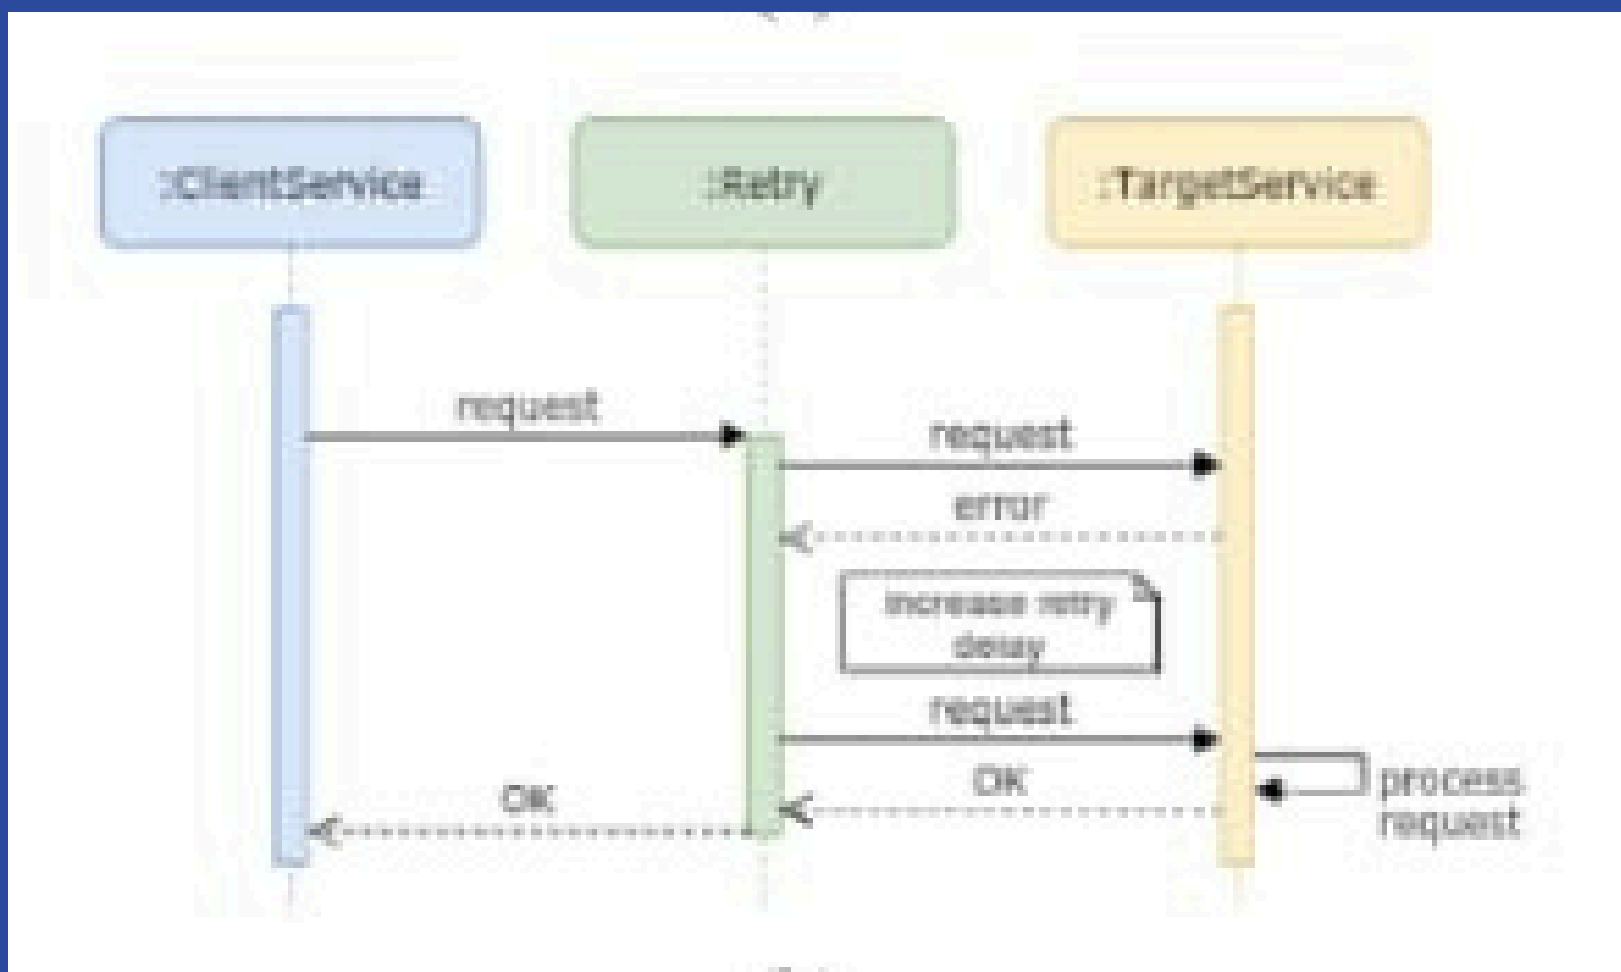 :ClientService
:Retry
:TargetService
request
request
error
Increase retry
delay
request
OK
OK
process
request